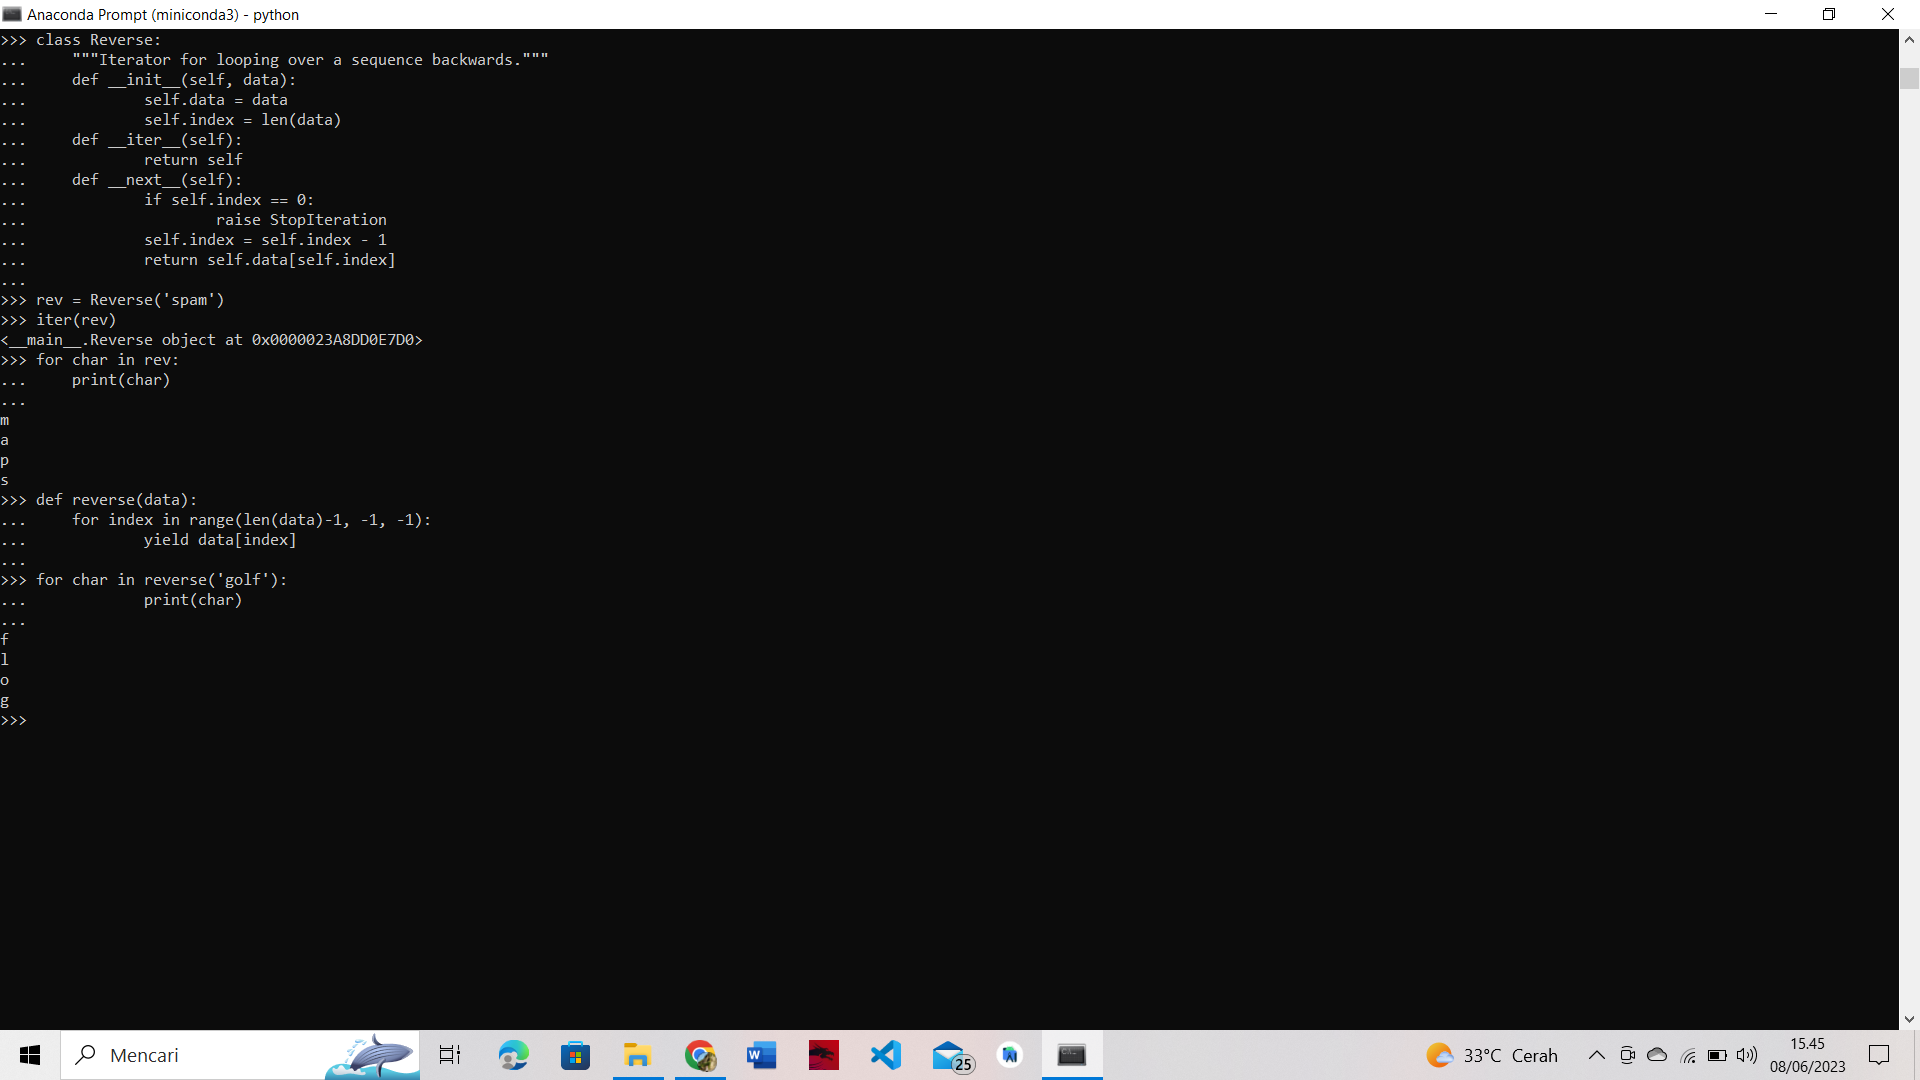 Anaconda Prompt (miniconda3) - python
>>> class Reverse:
...     """Iterator for looping over a sequence backwards."""
...     def __init__(self, data):
...             self.data = data
...             self.index = len(data)
...     def __iter__(self):
...             return self
...     def __next__(self):
...             if self.index == 0:
...                     raise StopIteration
...             self.index = self.index - 1
...             return self.data[self.index]
...
>>> rev = Reverse('spam')
>>> iter(rev)
<__main__.Reverse object at 0x0000023A8DD0E7D0>
>>> for char in rev:
...     print(char)
...
m
a
p
s
>>> def reverse(data):
...     for index in range(len(data)-1, -1, -1):
...             yield data[index]
...
>>> for char in reverse('golf'):
...             print(char)
...
f
l
o
g
>>>
Mencari
25
33°C Cerah
15.45
08/06/2023